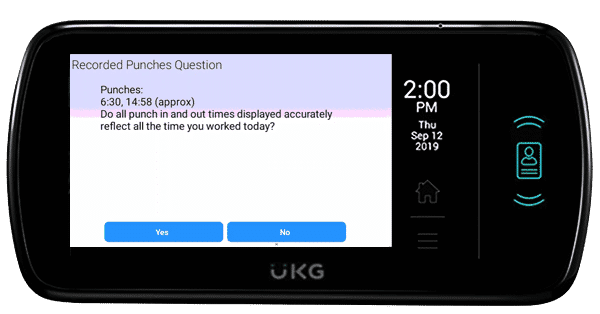 Recorded Punches Question
Punches:
6:30, 14:58 (approx)
Do all punch in and out times displayed accurately
reflect all the time you worked today?
Yes
No
2:00
PM
Thu
Sep 12
2019
UKG